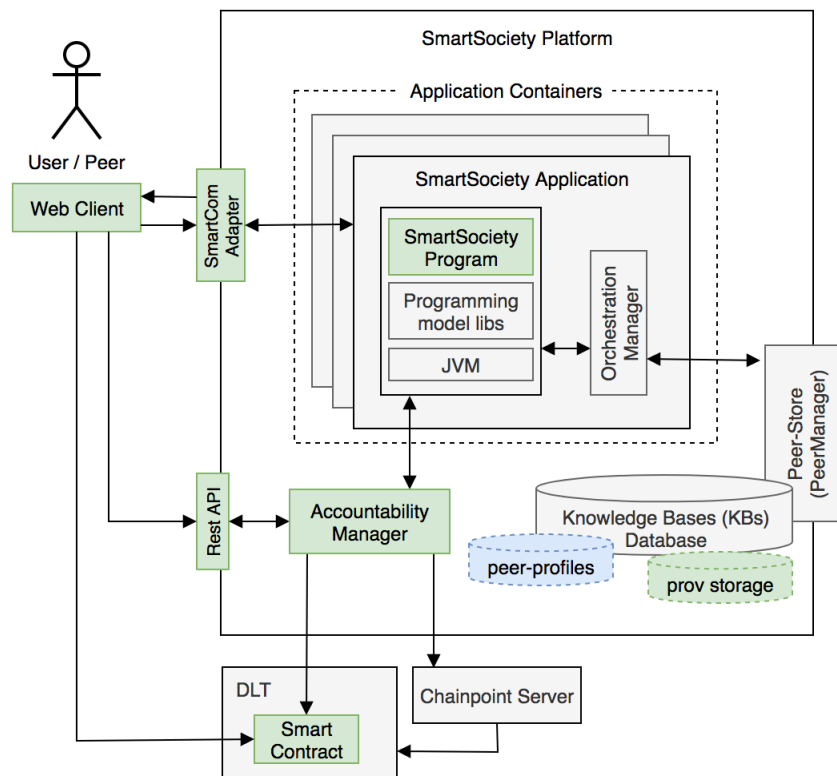 SmartSociety Platform
Application Containers
User / Peer
Web Client
SmartCom
Adapter
SmartSociety Application
SmartSociety
Program
Programming
model libs
JVM
Orchestration
Manager
Peer-Store
(PeerManager)
Rest API
Accountability
Manager
Knowledge Bases (KBs)
Database
peer-profiles
prov storage
DLT
Smart
Contract
Chainpoint Server